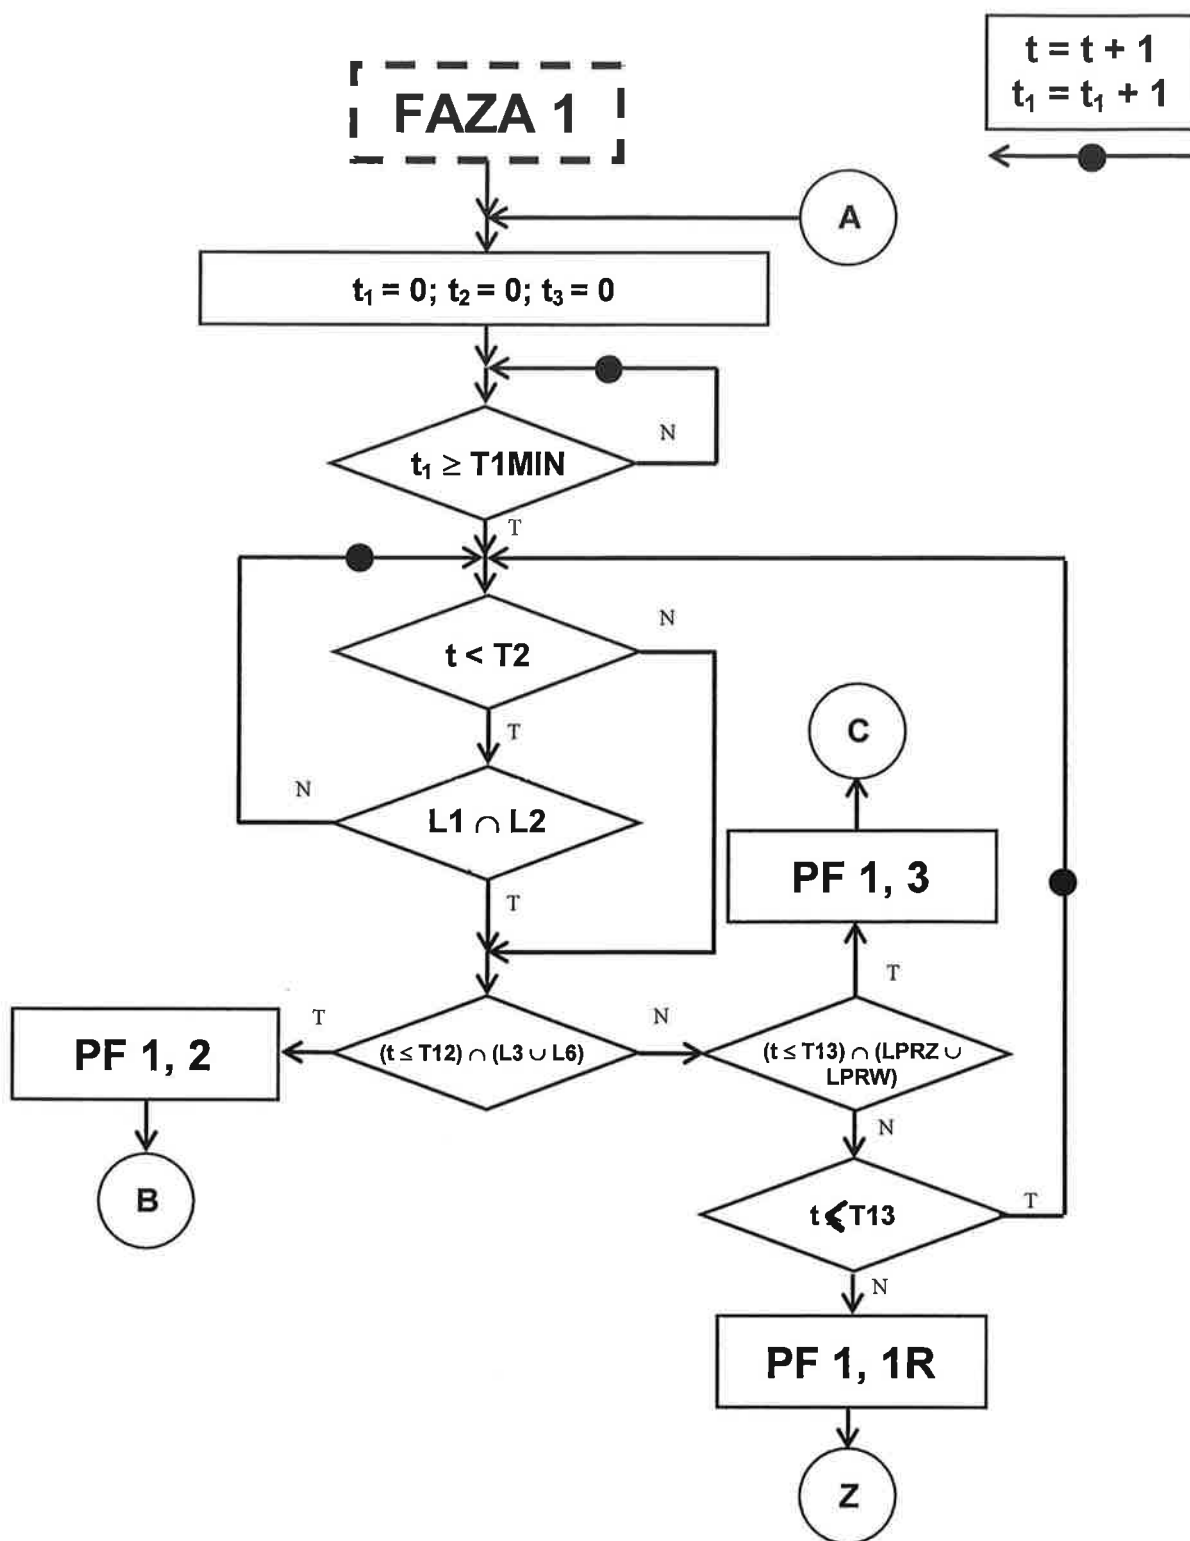 t = t + 1
t₁ = t₁ + 1
FAZA 1
A
t₁ = 0; t₂ = 0; t₃ = 0
N
t₁ ≥ T1MIN
T
N
t < T2
T
C
N
L1 ∩ L2
T
PF 1, 3
T
T
N
PF 1, 2
(t ≤ T12) ∩ (L3 ∪ L6)
(t ≤ T13) ∩ (LPRZ ∪
LPRW)
N
B
T
t < T13
N
PF 1, 1R
Z